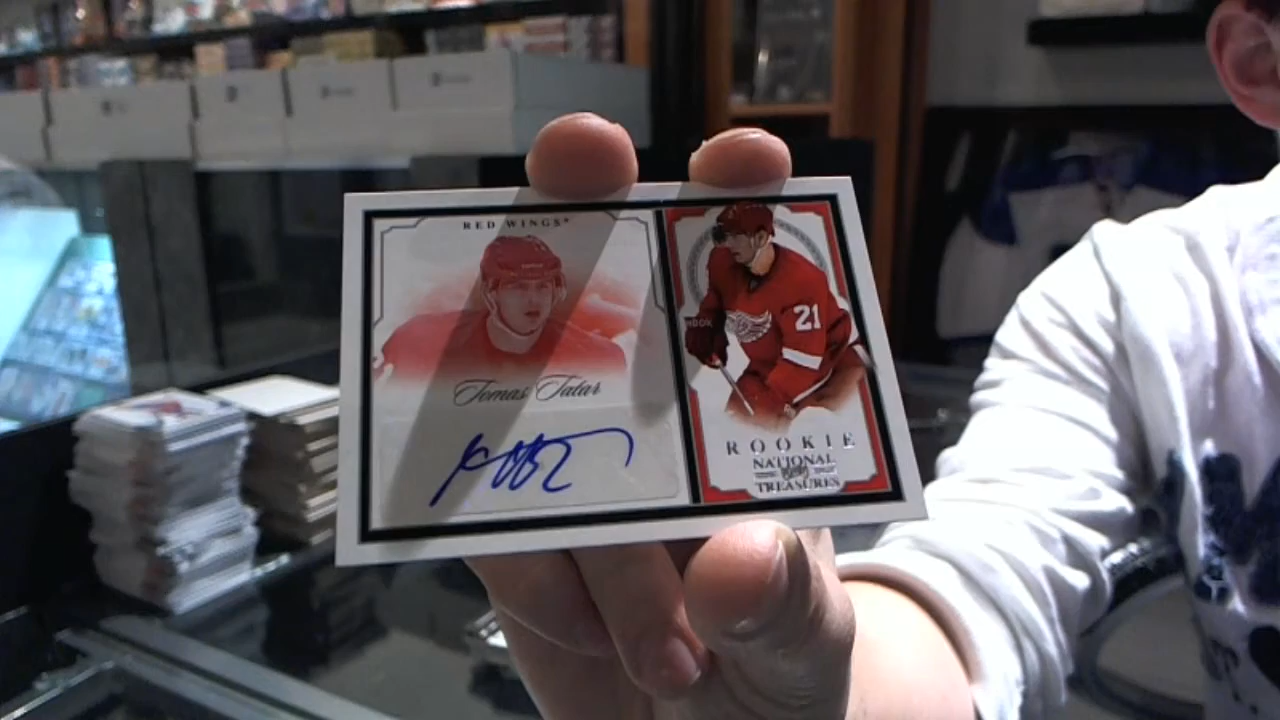 RED WINGS
Tomas Tatar
21
ROOKIE
NATIONAL
TREASURES